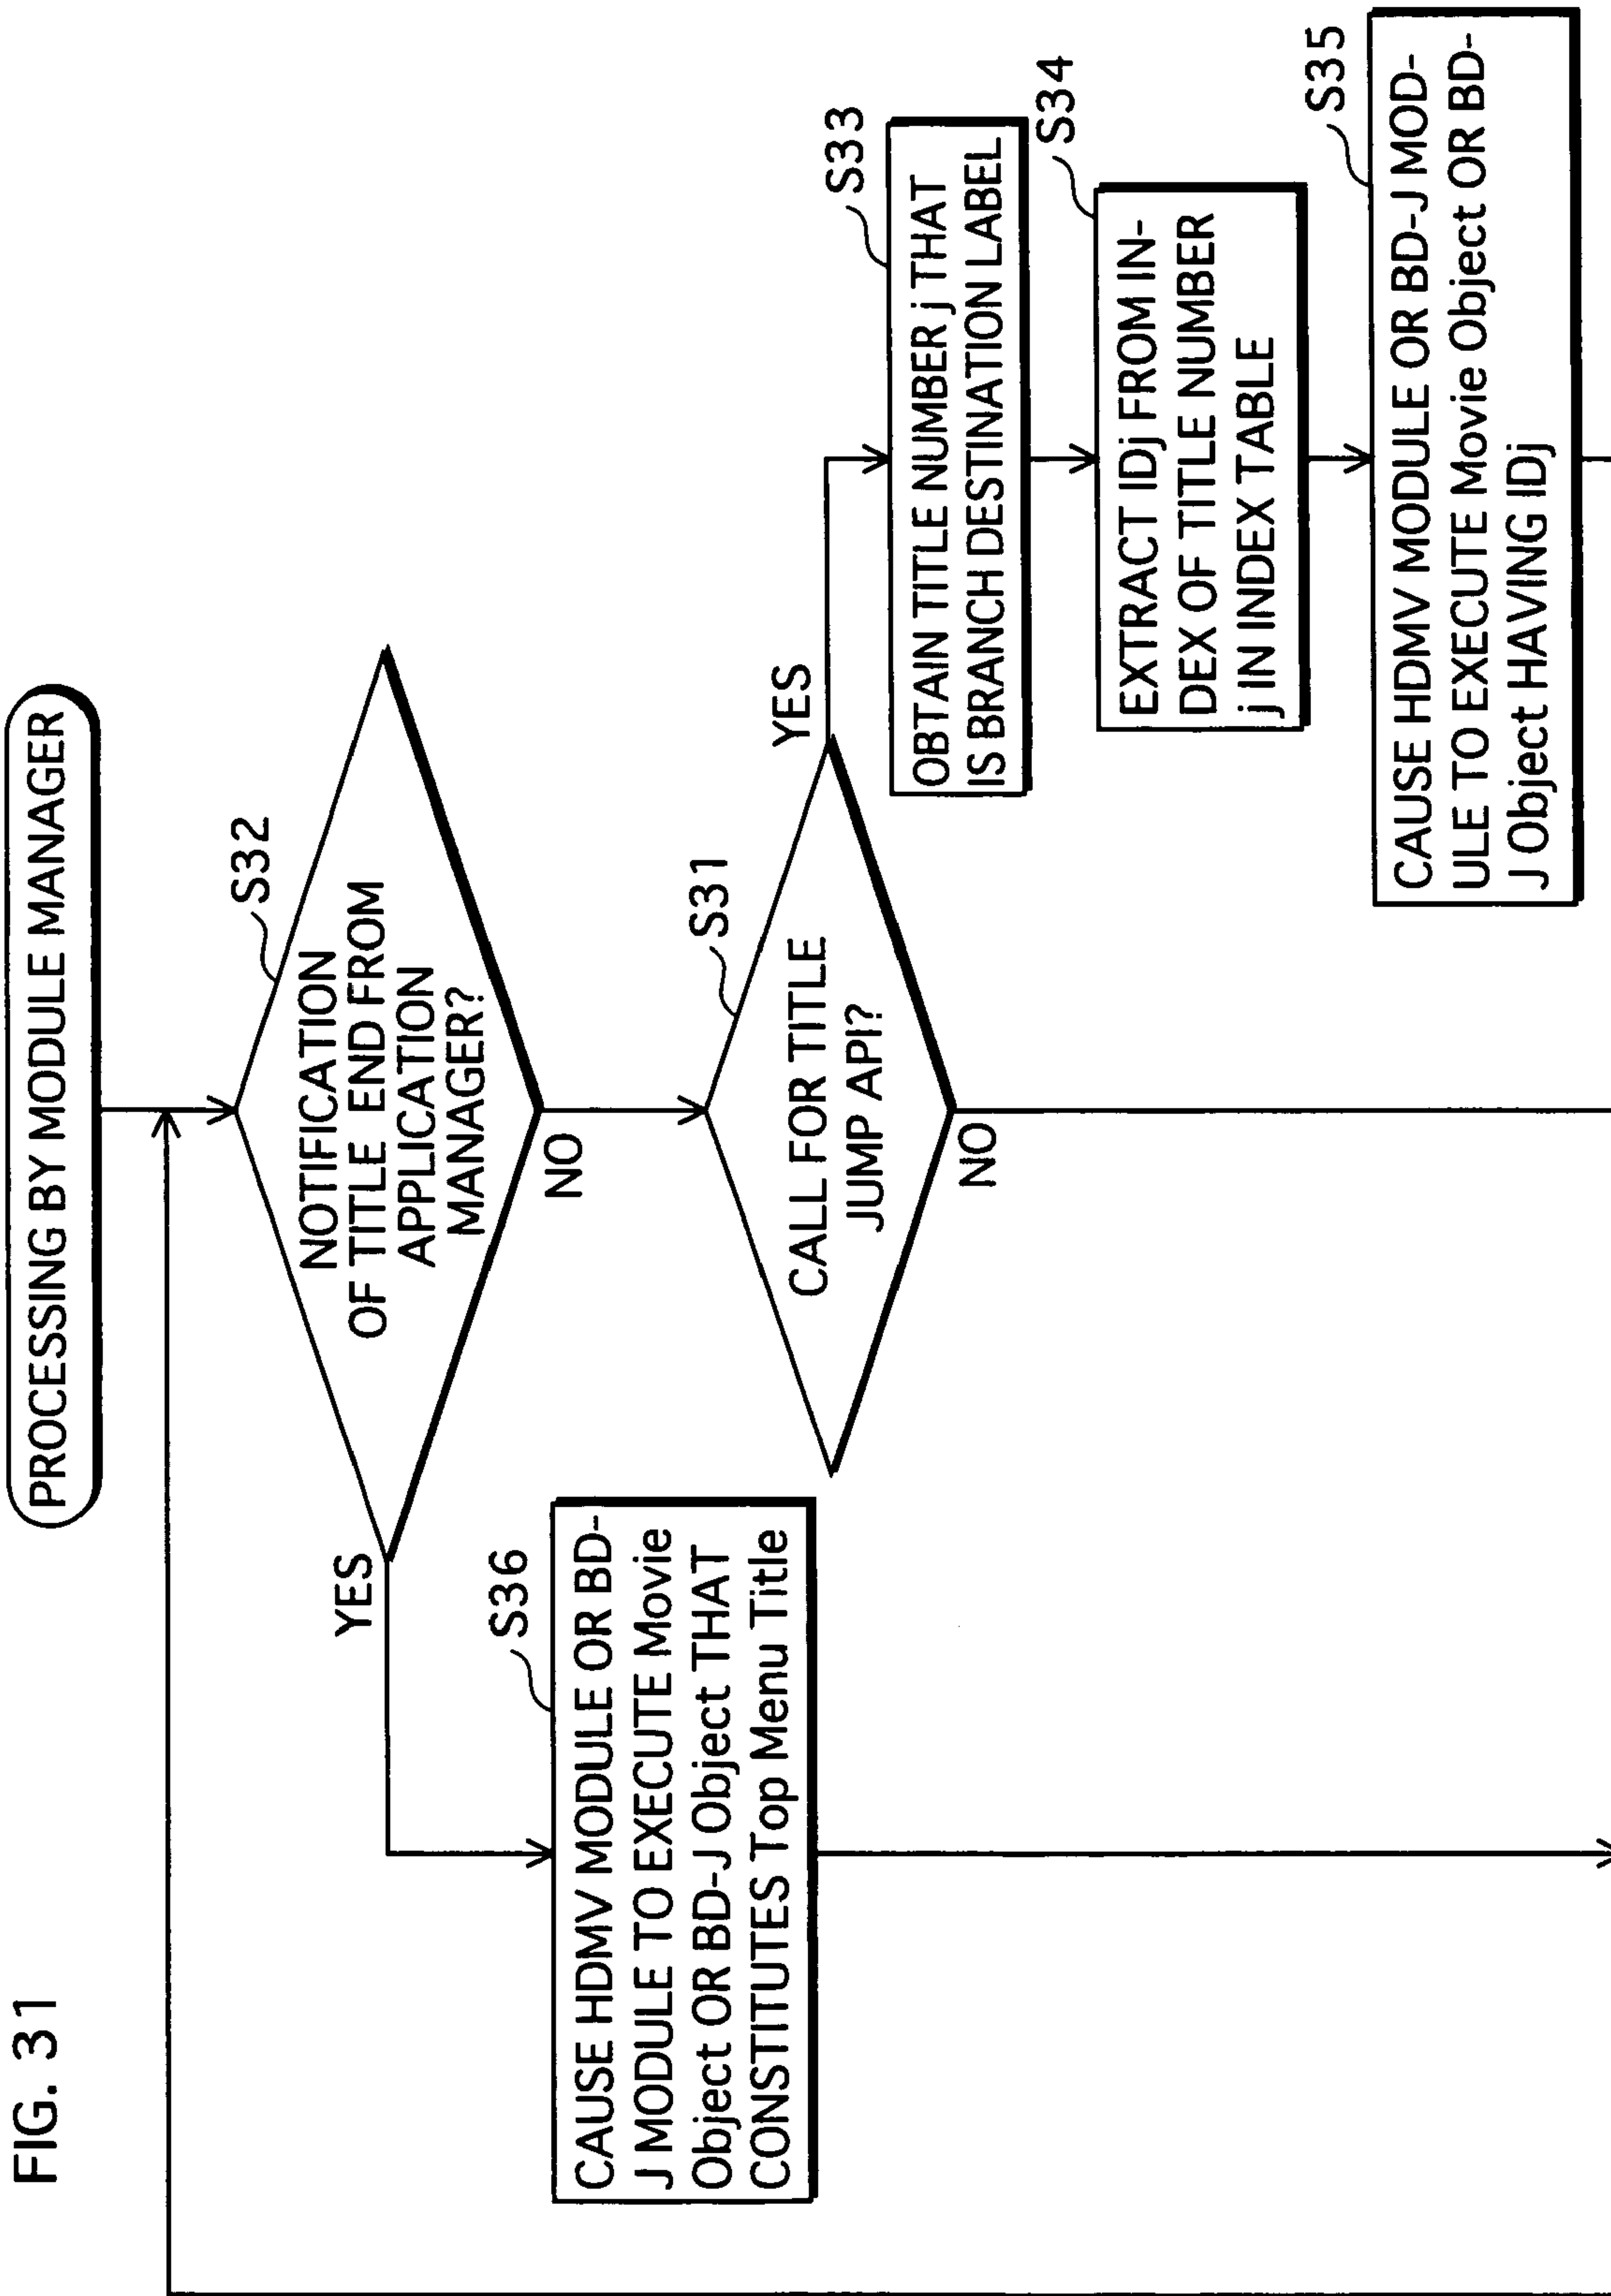 FIG. 31
PROCESSING BY MODULE MANAGER
S32
NOTIFICATION
OF TITLE END FROM
APPLICATION
MANAGER?
YES
NO
S36
CAUSE HDMV MODULE OR BD-
J MODULE TO EXECUTE Movie
Object OR BD-J Object THAT
CONSTITUTES Top Menu Title
S31
CALL FOR TITLE
JUMP API?
YES
NO
S33
OBTAIN TITLE NUMBER j THAT
IS BRANCH DESTINATION LABEL
S34
EXTRACT IDj FROM IN-
DEX OF TITLE NUMBER
j IN INDEX TABLE
S35
CAUSE HDMV MODULE OR BD-J MOD-
ULE TO EXECUTE Movie Object OR BD-
J Object HAVING IDj